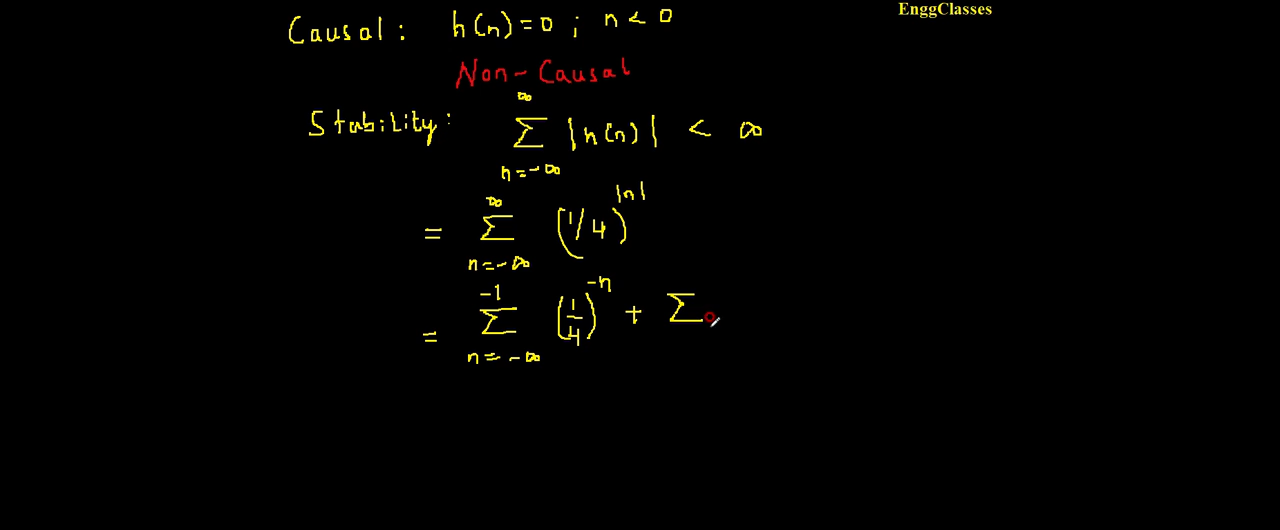 EnggClasses
Causal: h(n)=0 ; n<0
Non-Causal
Stability: ∞ ∑ n=-∞ |h(n)| < ∞
= ∞ ∑ n=-∞ (1/4)^|n|
= -1 ∑ n=-∞ (1/4)^-n + ∑